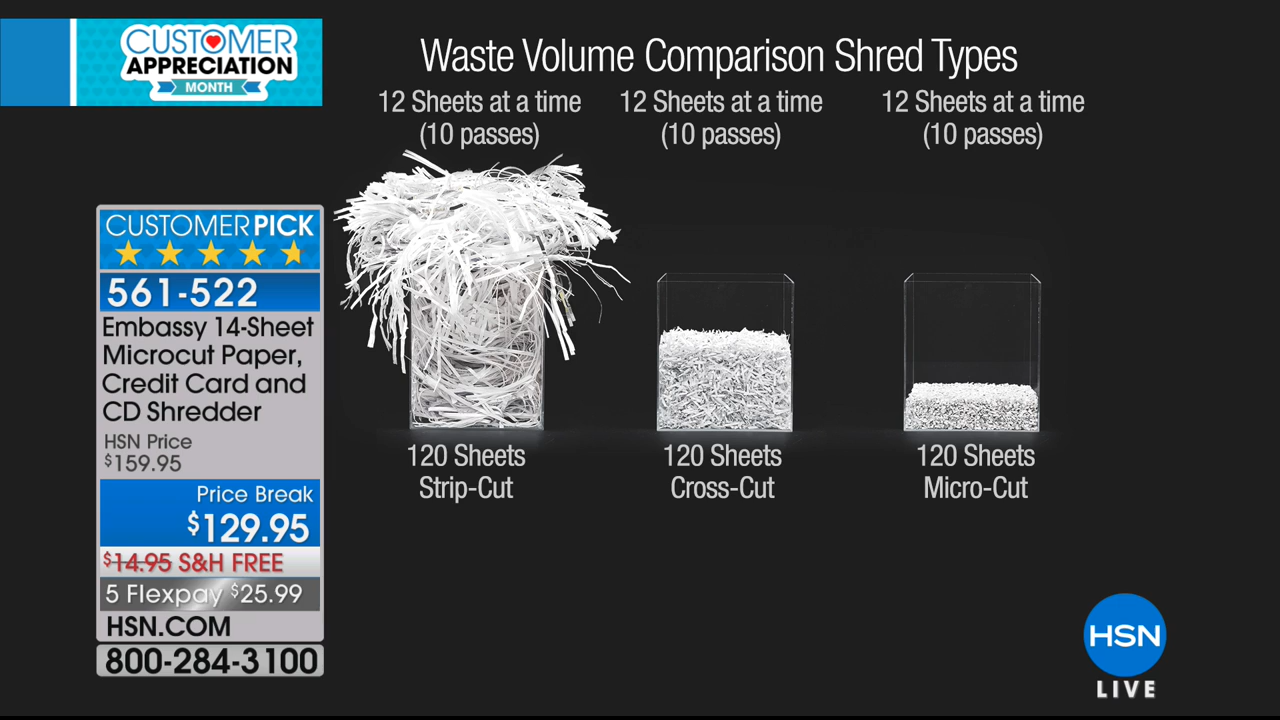 CUSTOMER
APPRECIATION
MONTH
Waste Volume Comparison Shred Types
12 Sheets at a time
(10 passes)
12 Sheets at a time
(10 passes)
12 Sheets at a time
(10 passes)
CUSTOMER PICK
561-522
Embassy 14-Sheet
Microcut Paper,
Credit Card and
CD Shredder
HSN Price
$159.95
Price Break
$129.95
$14.95 S&H FREE
5 Flexpay $25.99
HSN.COM
800-284-3100
120 Sheets
Strip-Cut
120 Sheets
Cross-Cut
120 Sheets
Micro-Cut
HSN
LIVE